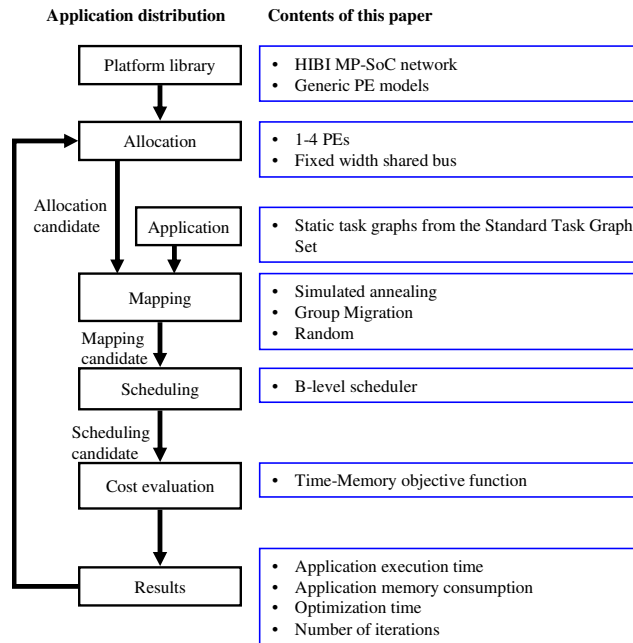 Application distribution
Contents of this paper
Platform library
• HIBI MP-SoC network
• Generic PE models
Allocation
• 1-4 PEs
• Fixed width shared bus
Allocation
candidate
Application
• Static task graphs from the Standard Task Graph
Set
Mapping
• Simulated annealing
• Group Migration
• Random
Mapping
candidate
Scheduling
• B-level scheduler
Scheduling
candidate
Cost evaluation
• Time-Memory objective function
Results
• Application execution time
• Application memory consumption
• Optimization time
• Number of iterations